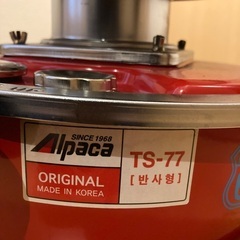 SINCE 1968
Alpaca
ORIGINAL
MADE IN KOREA
TS-77
[반사형]